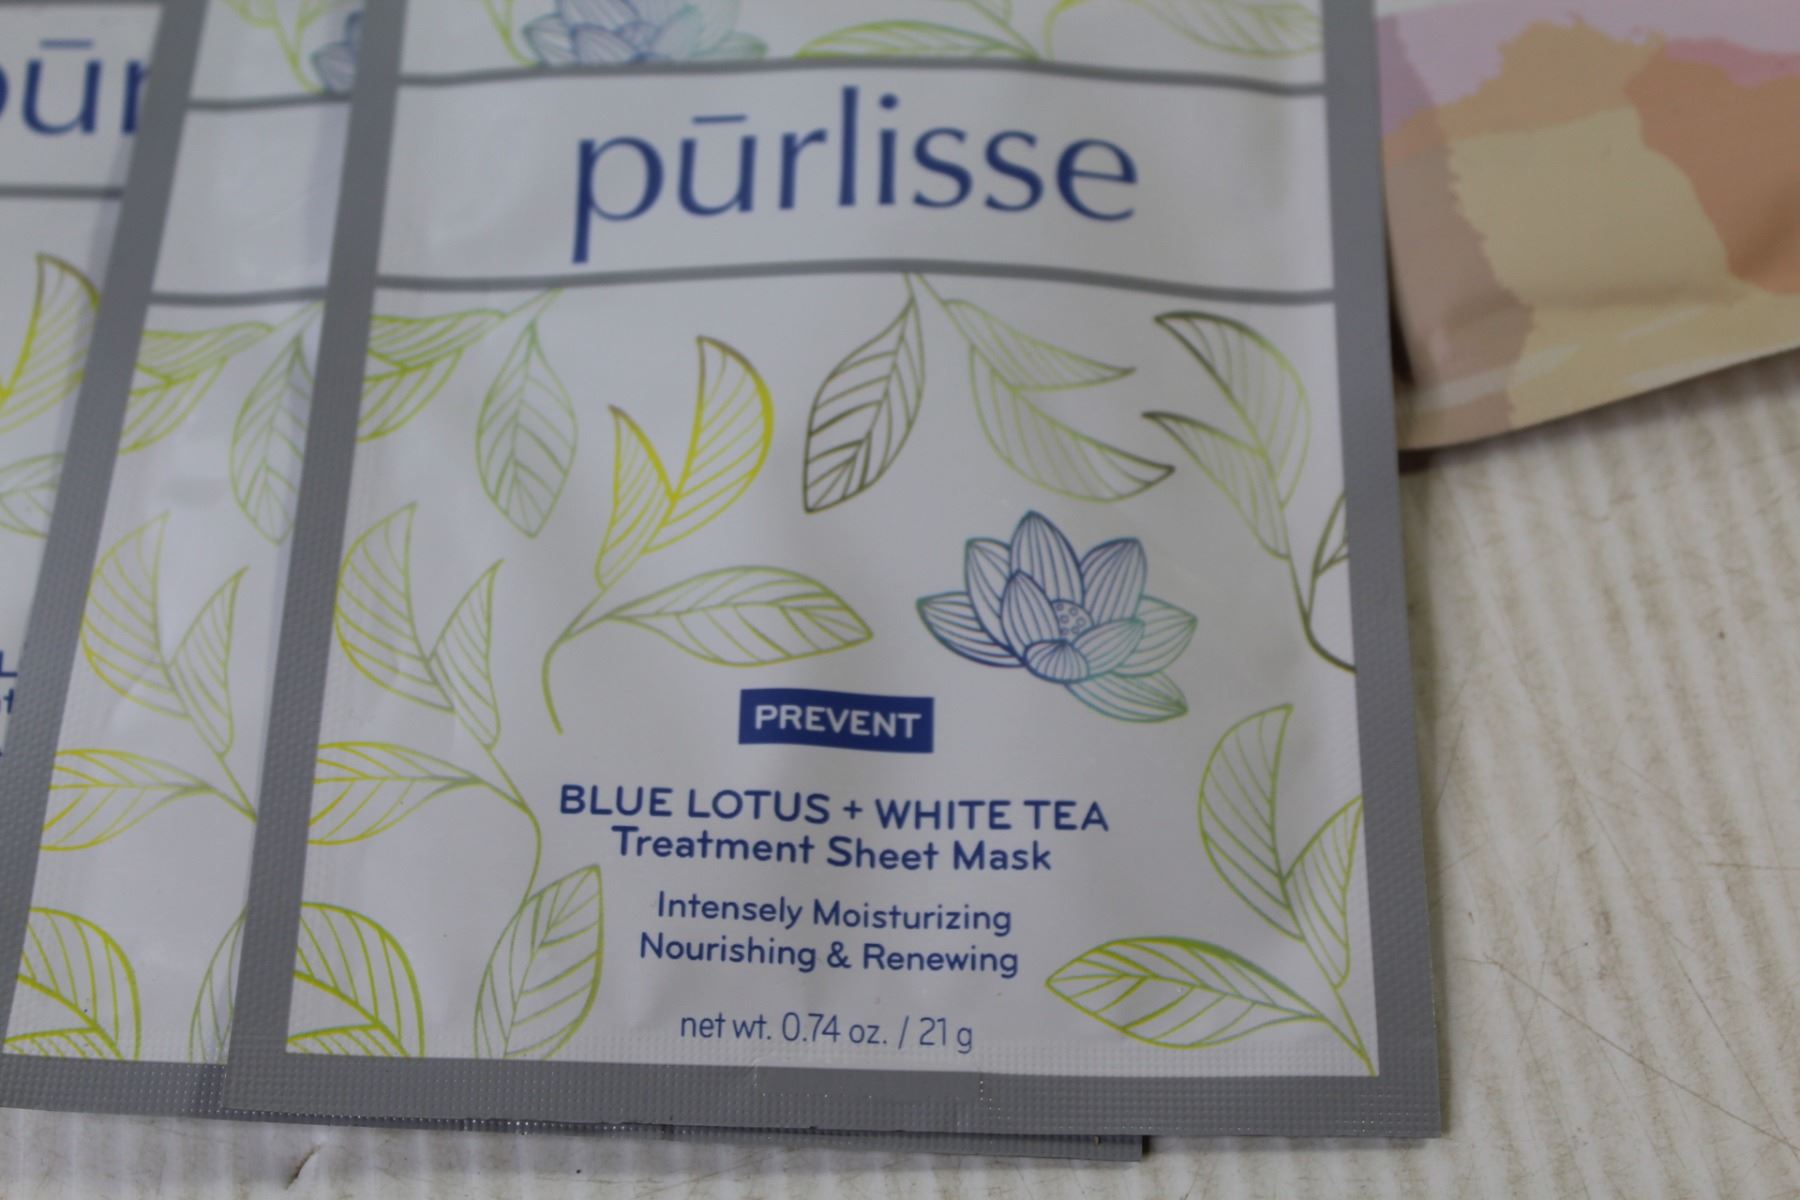 pūrlisse
PREVENT
BLUE LOTUS + WHITE TEA
Treatment Sheet Mask
Intensely Moisturizing
Nourishing & Renewing
net wt. 0.74 oz. / 21 g